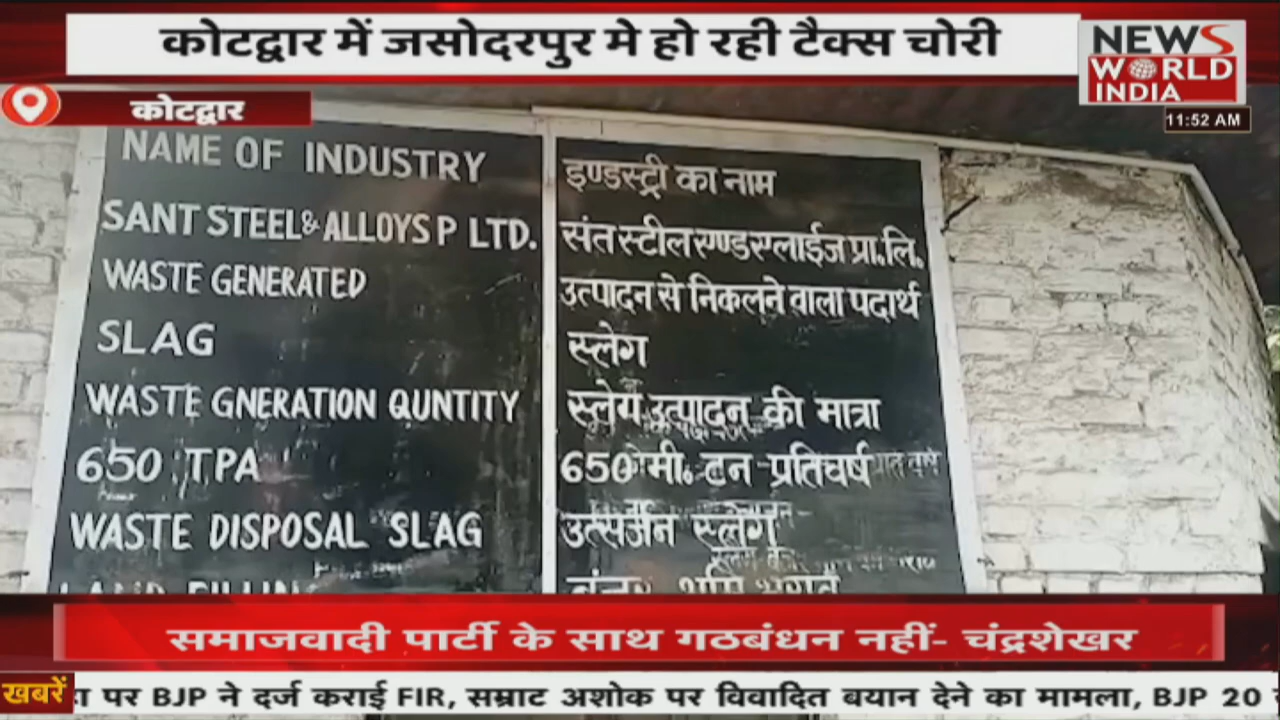 कोटद्वार में जसोदरपुर मे हो रही टैक्स चोरी
NEWS
WORLD
INDIA
11:52 AM
कोटद्वार
NAME OF INDUSTRY
SANT STEEL & ALLOYS P LTD.
WASTE GENERATED
SLAG
WASTE GNERATION QUNTITY
650 TPA
WASTE DISPOSAL SLAG
LAND FILLING
इण्डस्ट्री का नाम
संत स्टील एण्ड एलाईज प्रा.लि.
उत्पादन से निकलने वाला पदार्थ
स्लेग
स्लेग उत्पादन की मात्रा
650 मी. टन प्रतिवर्ष
उत्सर्जन स्लेग
समाजवादी पार्टी के साथ गठबंधन नहीं- चंद्रशेखर
खबरें
पर BJP ने दर्ज कराई FIR, सम्राट अशोक पर विवादित बयान देने का मामला, BJP 20